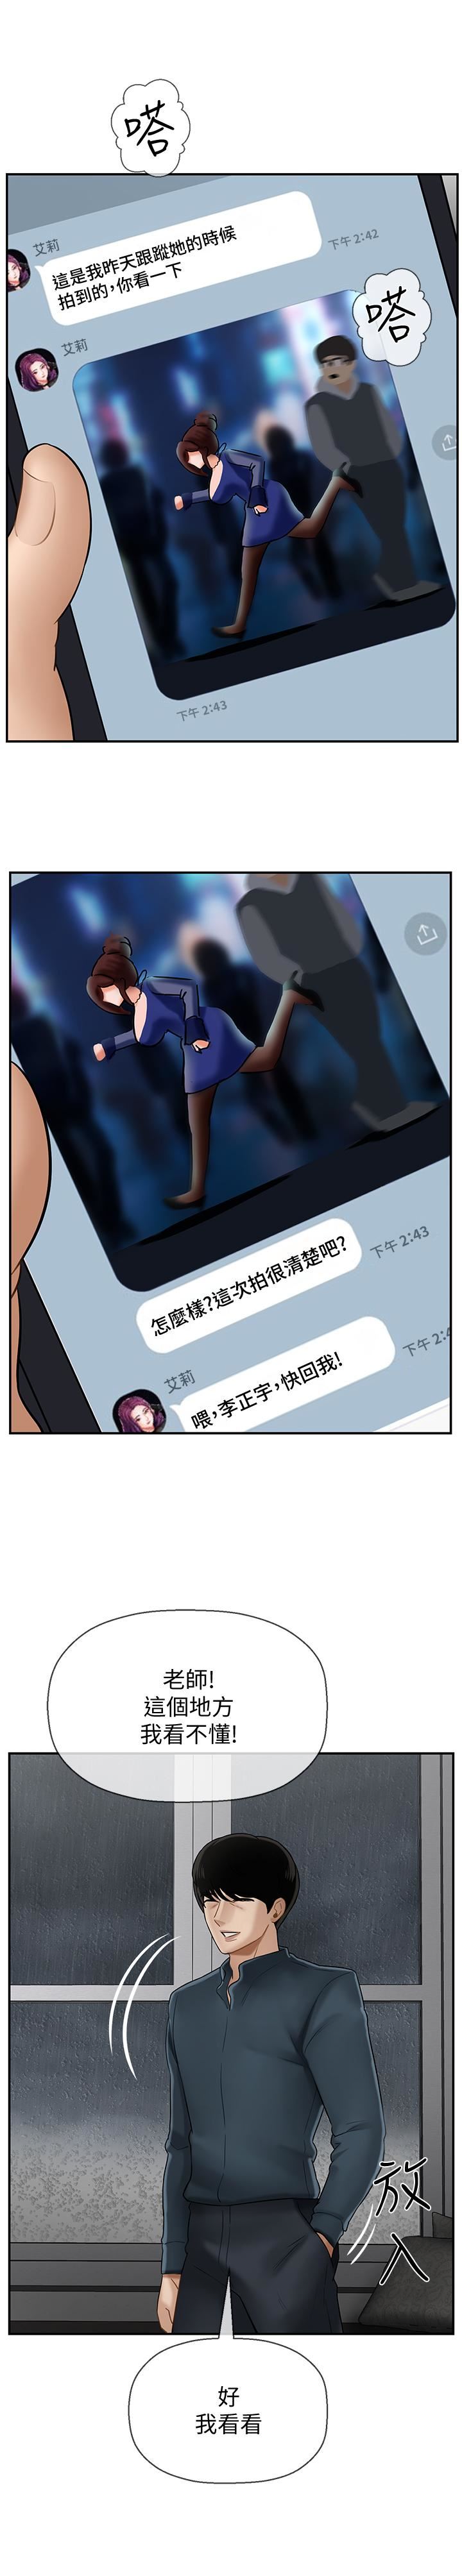 嗒
艾莉
這是我昨天跟蹤她的時候
拍到的,你看一下
下午 2:42
嗒
艾莉
下午 2:43
怎麼樣?這次拍很清楚吧?
下午 2:43
艾莉
喂,李正宇,快回我!
下午 2:4
老師!
這個地方
我看不懂!
放
入
好
我看看